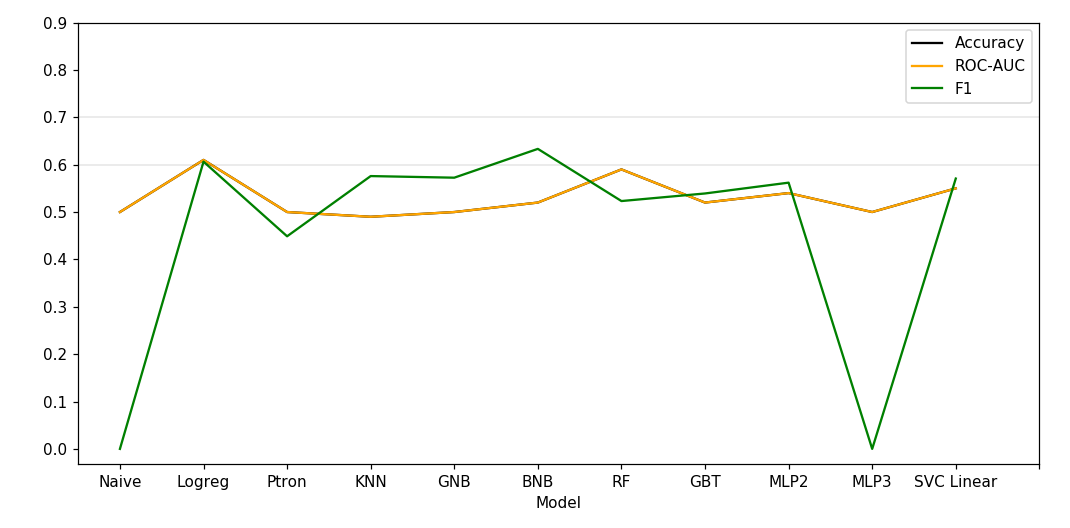 0.9
0.8
0.7
0.6
0.5
0.4
0.3
0.2
0.1
0.0
Accuracy
ROC-AUC
F1
Naive Logreg Ptron KNN GNB BNB RF GBT MLP2 MLP3 SVC Linear
Model